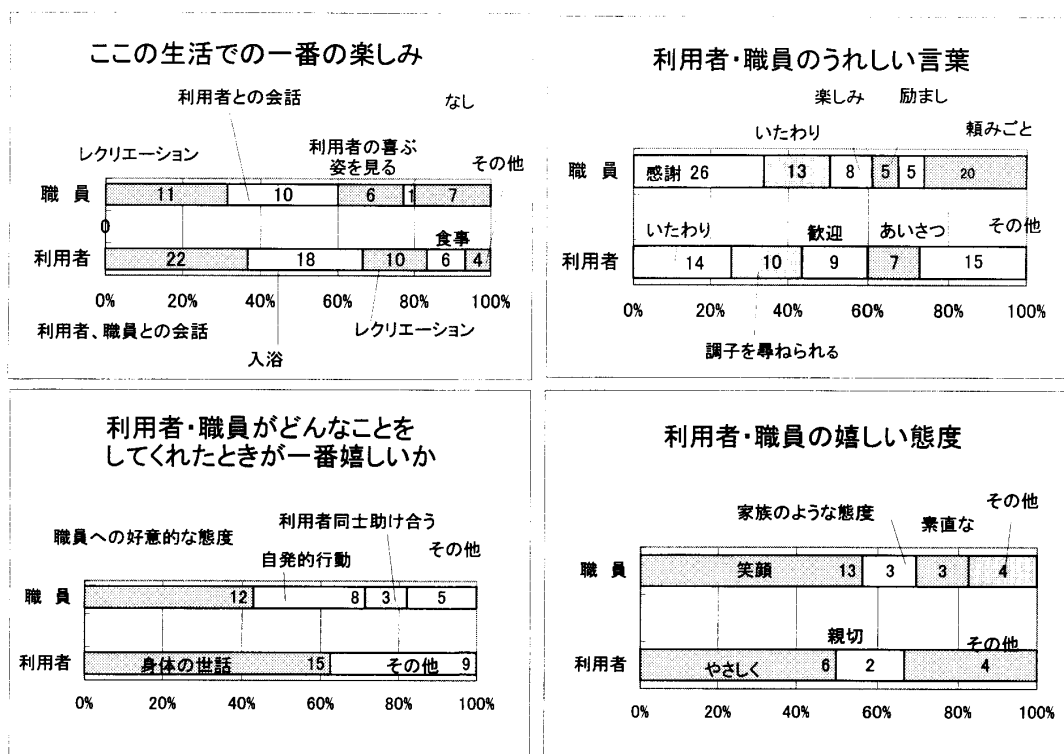 ここの生活での一番の楽しみ
利用者との会話
なし
レクリエーション
利用者の喜ぶ
姿を見る
その他
職 員
11
10
6
1
7
0
食事
利用者
22
18
10
6
4
0%
20%
40%
60%
80%
100%
利用者、職員との会話
レクリエーション
入浴
利用者・職員のうれしい言葉
楽しみ
励まし
いたわり
頼みごと
職 員
感謝 26
13
8
5
5
20
いたわり
歓迎
あいさつ
その他
利用者
14
10
9
7
15
0%
20%
40%
60%
80%
100%
調子を尋ねられる
利用者・職員がどんなことを
してくれたときが一番嬉しいか
利用者同士助け合う
職員への好意的な態度
その他
自発的行動
職 員
12
8
3
5
利用者
身体の世話
15
その他
9
0%
20%
40%
60%
80%
100%
利用者・職員の嬉しい態度
その他
家族のような態度
素直な
職 員
笑顔
13
3
3
4
親切
その他
利用者
やさしく
6
2
4
0%
20%
40%
60%
80%
100%